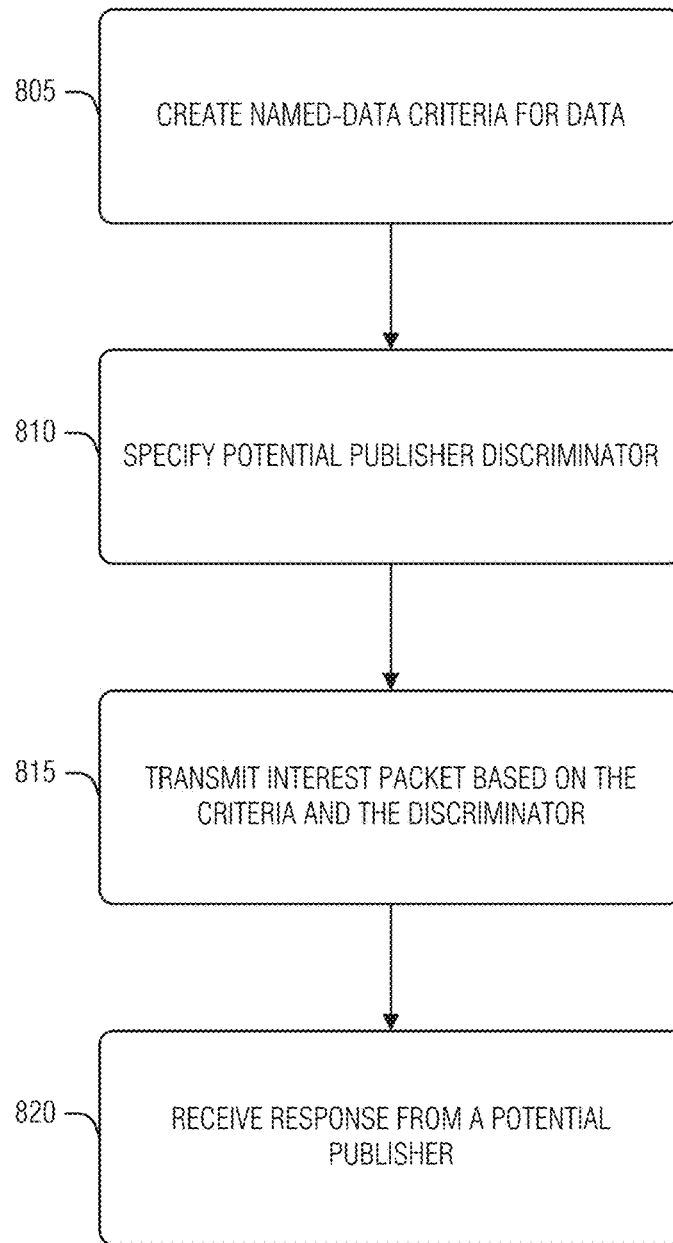 805
CREATE NAMED-DATA CRITERIA FOR DATA
810
SPECIFY POTENTIAL PUBLISHER DISCRIMINATOR
815
TRANSMIT INTEREST PACKET BASED ON THE
CRITERIA AND THE DISCRIMINATOR
820
RECEIVE RESPONSE FROM A POTENTIAL
PUBLISHER